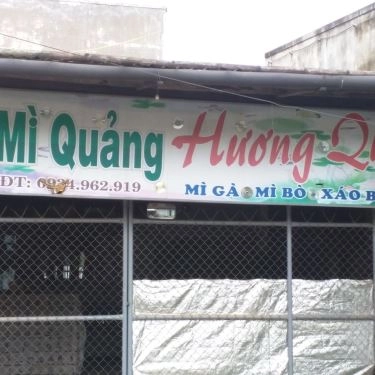 Mì Quảng Hương Q
ĐT: 0934.962.919
MÌ GÀ MÌ BÒ XÁO